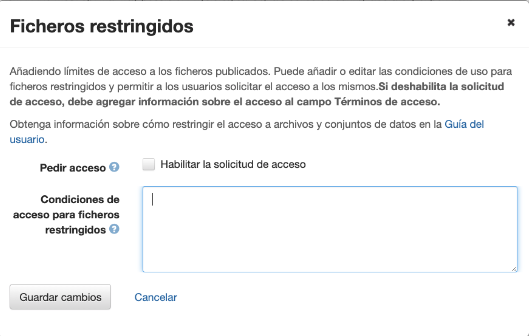 Ficheros restringidos
×
Añadiendo límites de acceso a los ficheros publicados. Puede añadir o editar las condiciones de uso para
ficheros restringidos y permitir a los usuarios solicitar el acceso a los mismos.Si deshabilita la solicitud
de acceso, debe agregar información sobre el acceso al campo Términos de acceso.
Obtenga información sobre cómo restringir el acceso a archivos y conjuntos de datos en la Guía del
usuario.
Pedir acceso ? Habilitar la solicitud de acceso
Condiciones de
acceso para ficheros
restringidos ?
Guardar cambios Cancelar